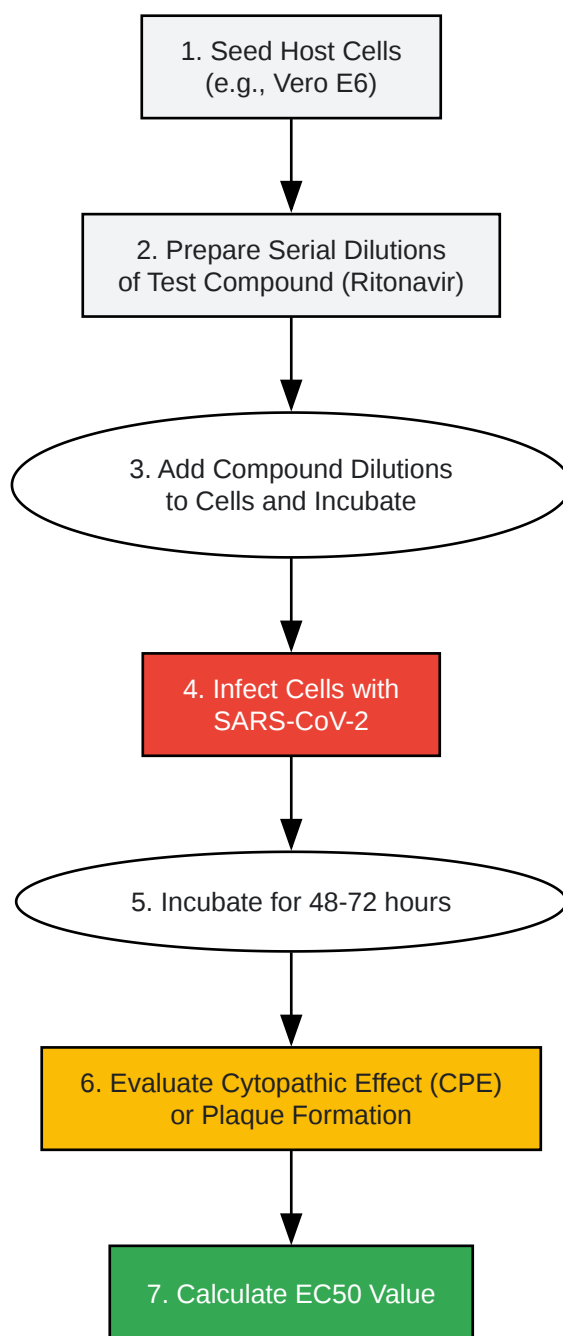 1. Seed Host Cells
(e.g., Vero E6)
2. Prepare Serial Dilutions
of Test Compound (Ritonavir)
3. Add Compound Dilutions
to Cells and Incubate
4. Infect Cells with
SARS-CoV-2
5. Incubate for 48-72 hours
6. Evaluate Cytopathic Effect (CPE)
or Plaque Formation
7. Calculate EC50 Value